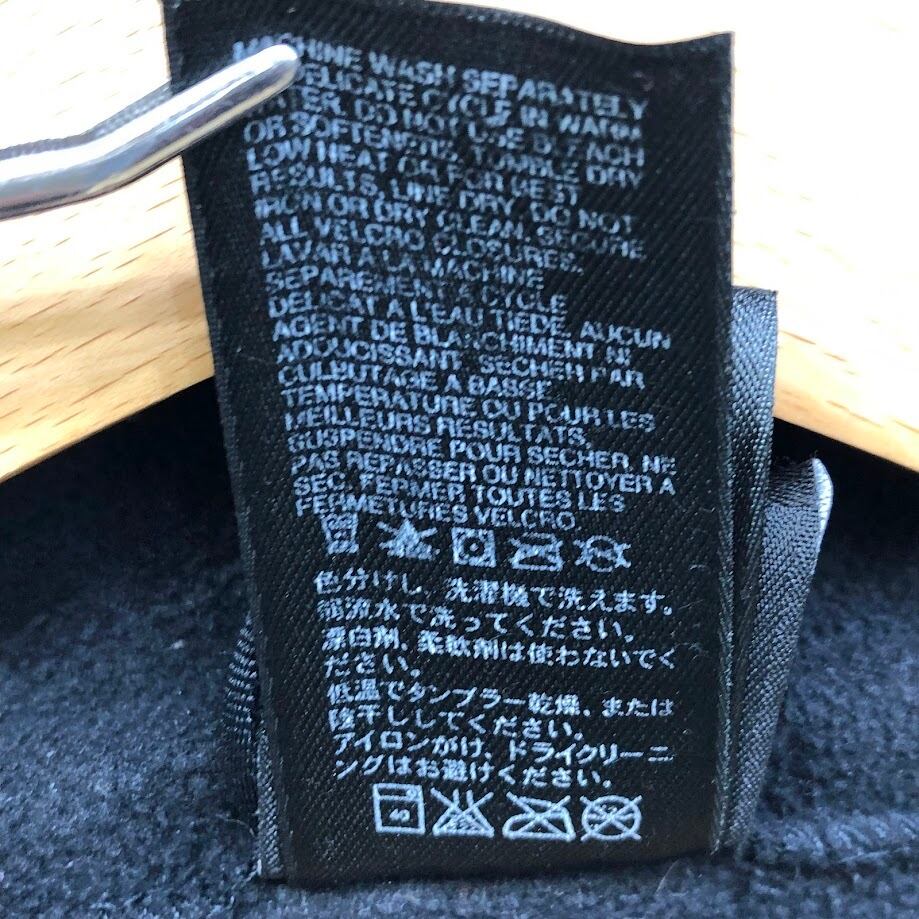 MACHINE WASH SEPARATELY
DELICATE CYCLE IN WARM
WATER. DO NOT USE BLEACH
OR SOFTENERS. TUMBLE DRY
LOW HEAT OR FOR BEST
RESULTS, LINE DRY. DO NOT
IRON OR DRY CLEAN. SECURE
ALL VELCRO CLOSURES.
LAVAR A LA MACHINE
SEPAREMENT A CYCLE
DELICAT A L'EAU TIEDE. AUCUN
AGENT DE BLANCHIMENT NI
ADOUCISSANT. SECHER PAR
CULBUTAGE A BASSE
TEMPERATURE OU POUR LES
MEILLEURS RESULTATS,
SUSPENDRE POUR SECHER. NE
PAS REPASSER OU NETTOYER A
SEC. FERMER TOUTES LES
FERMETURES VELCRO.
色分けし、洗濯機で洗えます。
弱流水で洗ってください。
漂白剤、柔軟剤は使わないでく
ださい。
低温でタンブラー乾燥、または
陰干ししてください。
アイロンがけ、ドライクリーニ
ングはお避けください。
40